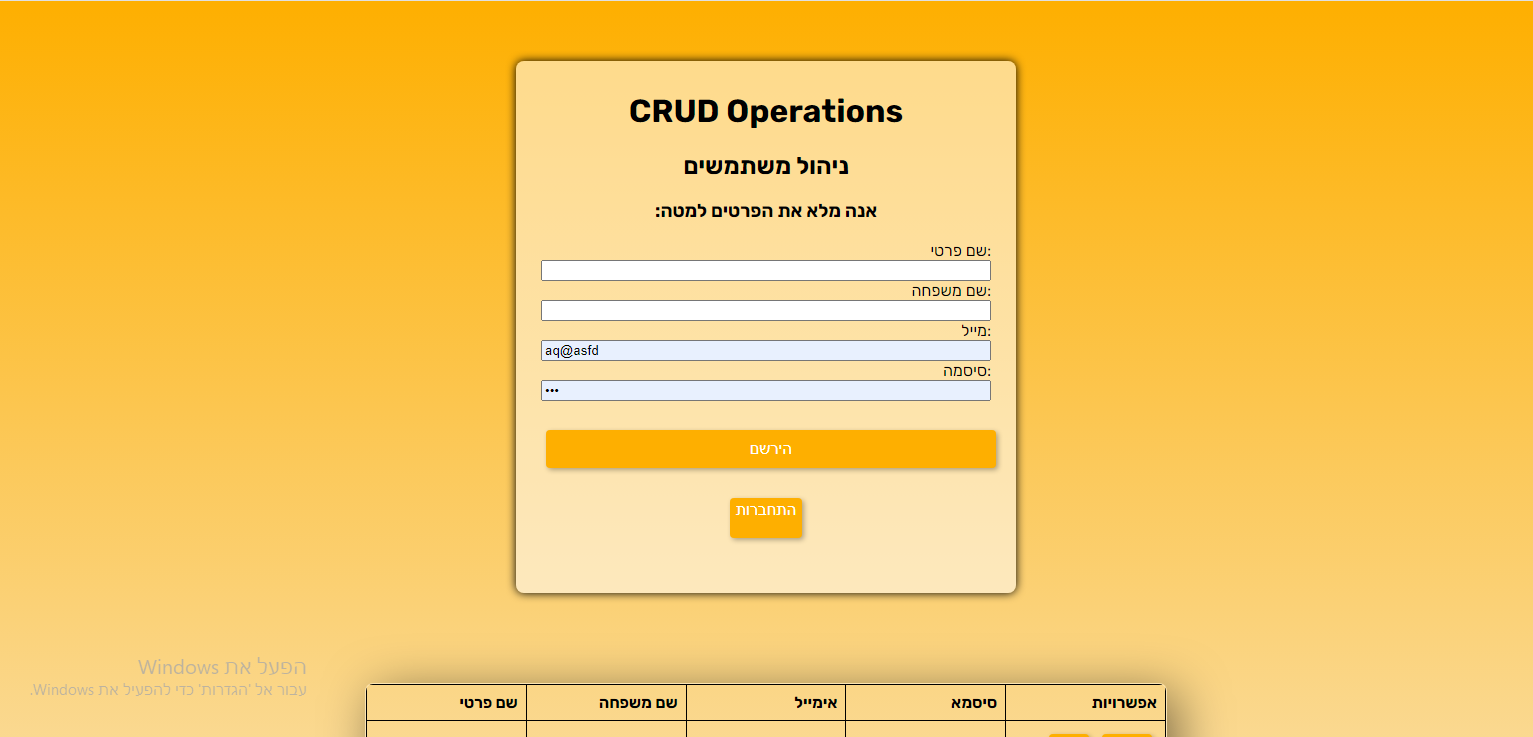 CRUD Operations
ניהול משתמשים
אנה מלא את הפרטים למטה:
שם פרטי:
שם משפחה:
מייל:
aq@asfd
סיסמה:
•••
הירשם
התחברות
הפעל את Windows
עבור אל 'הגדרות' כדי להפעיל את Windows.
אפשרויות סיסמא אימייל שם משפחה שם פרטי